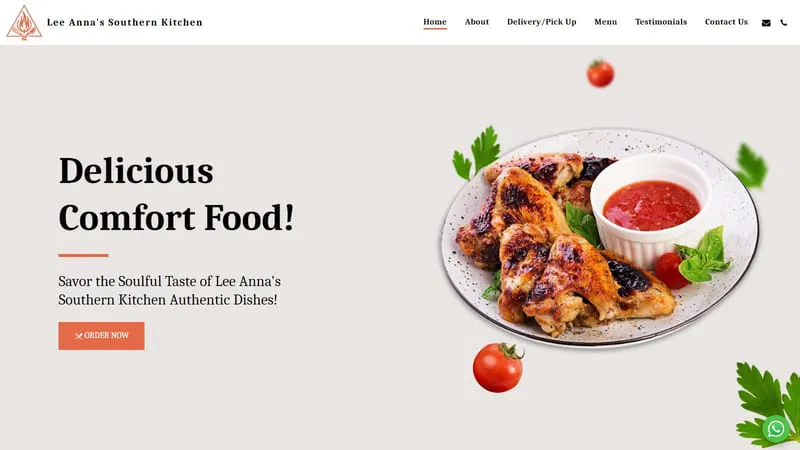 Lee Anna's Southern Kitchen
Home
About
Delivery/Pick Up
Menu
Testimonials
Contact Us
Delicious
Comfort Food!
Savor the Soulful Taste of Lee Anna's
Southern Kitchen Authentic Dishes!
ORDER NOW